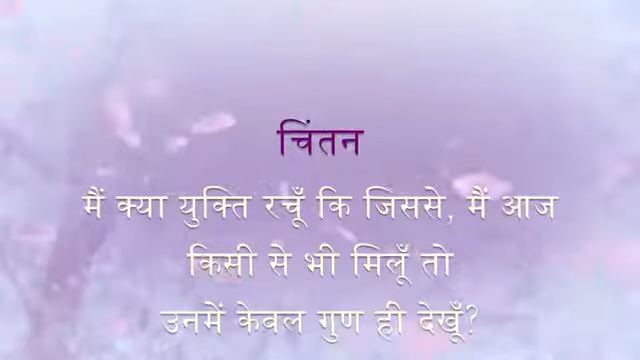 चिंतन
मैं क्या युक्ति रचूँ कि जिससे, मैं आज
किसी से भी मिलूँ तो
उनमें केवल गुण ही देखूँ?